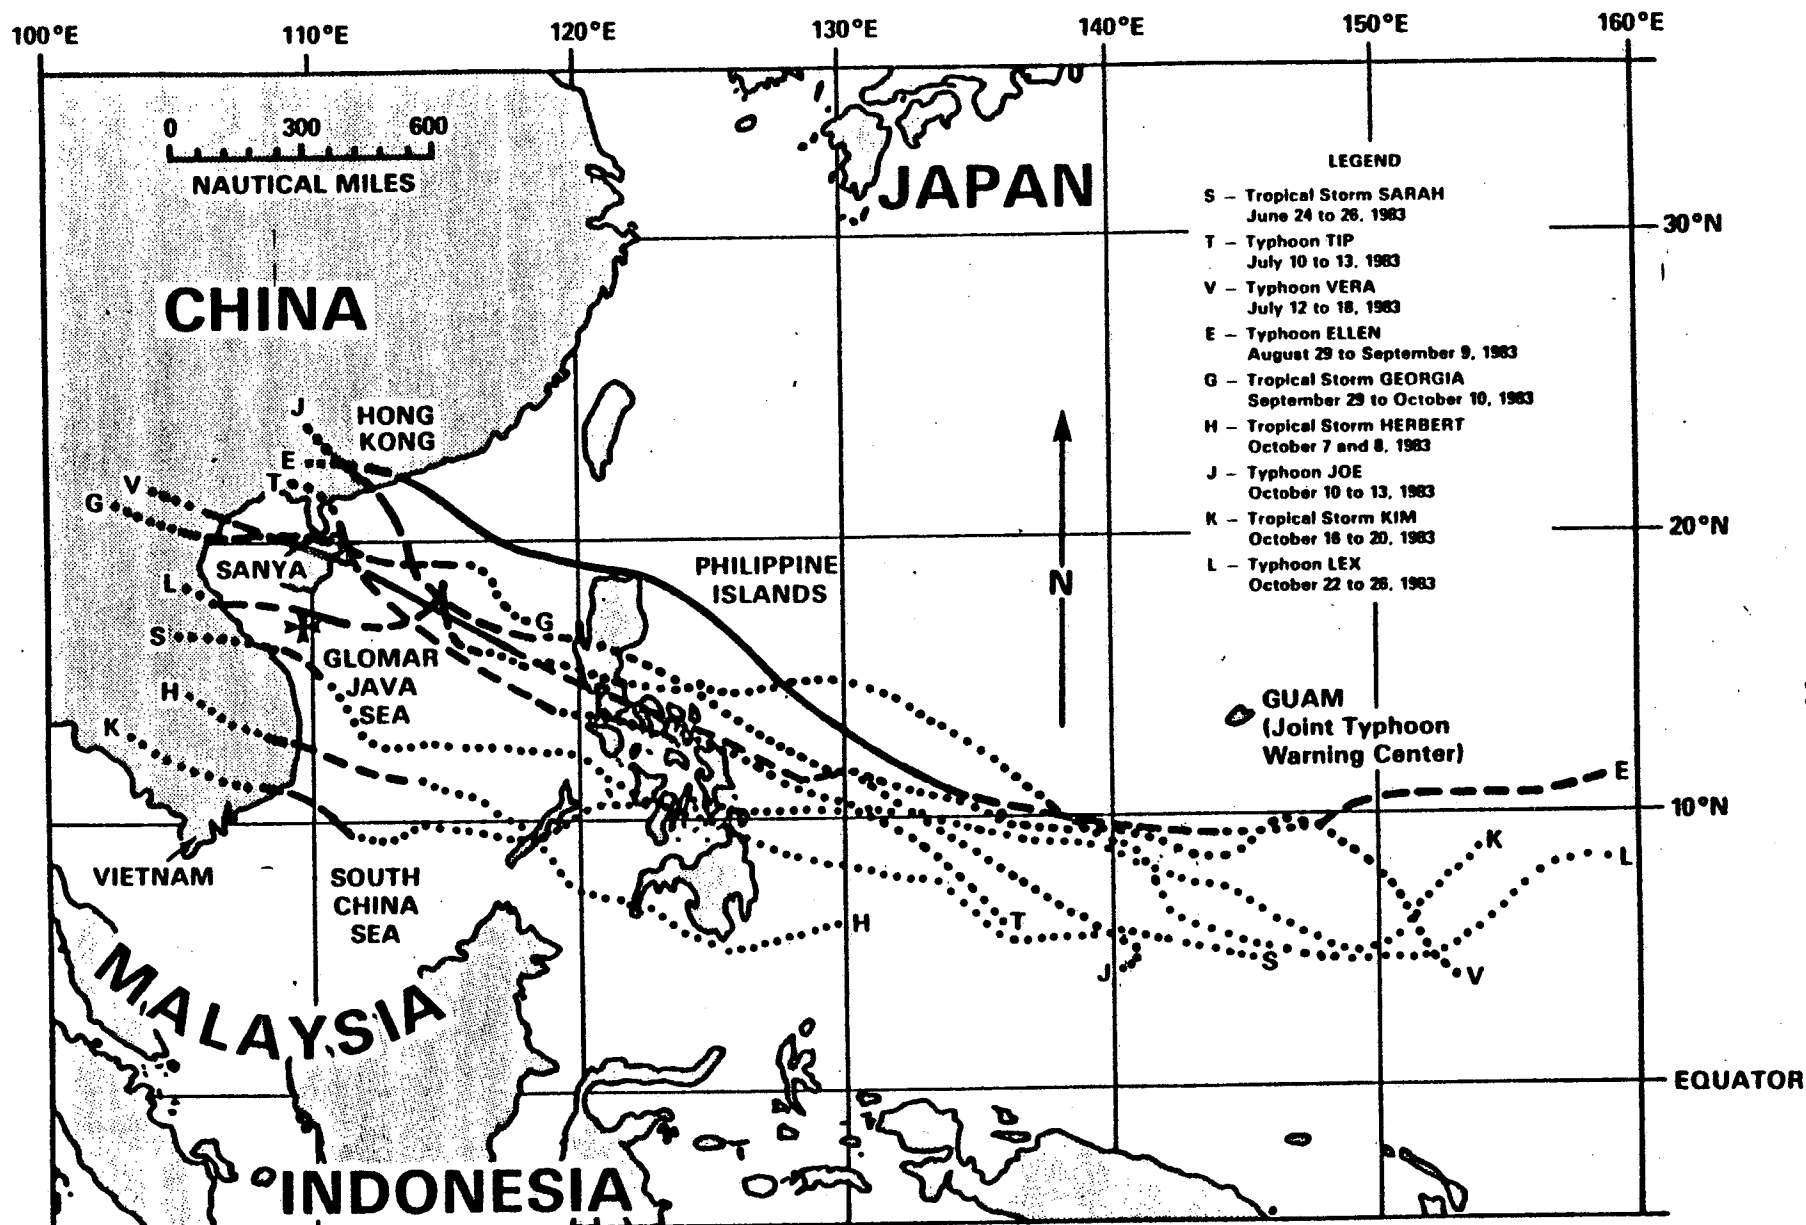 100°E 110°E 120°E 130°E 140°E 150°E 160°E
0 300 600
NAUTICAL MILES
CHINA
JAPAN
LEGEND
S – Tropical Storm SARAH
June 24 to 26, 1983
T – Typhoon TIP
July 10 to 13, 1983
V – Typhoon VERA
July 12 to 18, 1983
E – Typhoon ELLEN
August 29 to September 9, 1983
G – Tropical Storm GEORGIA
September 29 to October 10, 1983
H – Tropical Storm HERBERT
October 7 and 8, 1983
J – Typhoon JOE
October 10 to 13, 1983
K – Tropical Storm KIM
October 16 to 20, 1983
L – Typhoon LEX
October 22 to 26, 1983
30°N
20°N
10°N
EQUATOR
J
HONG
KONG
E
T
V
G
SANYA
L
S
G
GLOMAR
JAVA
SEA
H
K
PHILIPPINE
ISLANDS
N
GUAM
(Joint Typhoon
Warning Center)
E
K
L
VIETNAM
SOUTH
CHINA
SEA
H
T
J
S
V
MALAYSIA
INDONESIA